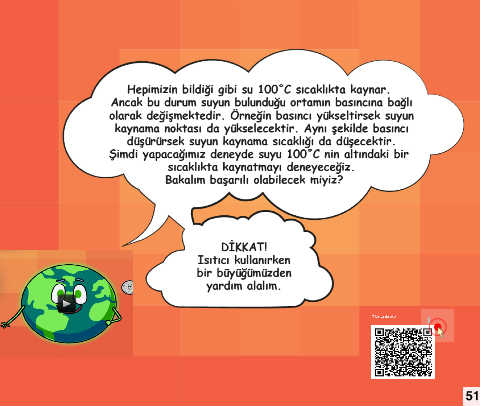 Hepimizin bildiği gibi su 100˚C sıcaklıkta kaynar.
Ancak bu durum suyun bulunduğu ortamın basıncına bağlı
olarak değişmektedir. Örneğin basıncı yükseltirsek suyun
kaynama noktası da yükselecektir. Aynı şekilde basıncı
düşürürsek suyun kaynama sıcaklığı da düşecektir.
Şimdi yapacağımız deneyde suyu 100˚C nin altındaki bir
sıcaklıkta kaynatmayı deneyeceğiz.
Bakalım başarılı olabilecek miyiz?
DİKKAT!
Isıtıcı kullanırken
bir büyüğümüzden
yardım alalım.
51